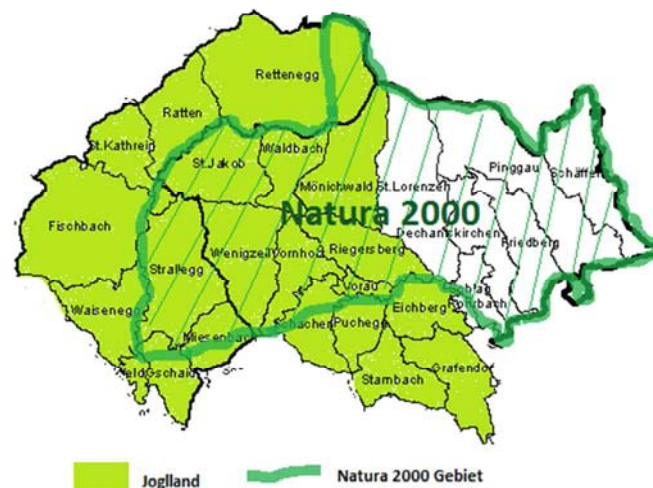 Rettenegg
Ratten
St.Kathrein
St.Jakob
Waldbach
Mönichwald
St.Lorenzen
Pinggau
Schäffern
Fischbach
Natura 2000
Dechantskirchen
Friedberg
Wenigzell
Vornholz
Riegersberg
Strallegg
Vorau
Schlag
Rohrbach
Waisenegg
Eichberg
Miesenbach
Schachen
Puchegg
Grafendorf
Gschaid
Stambach
Joglland
Natura 2000 Gebiet